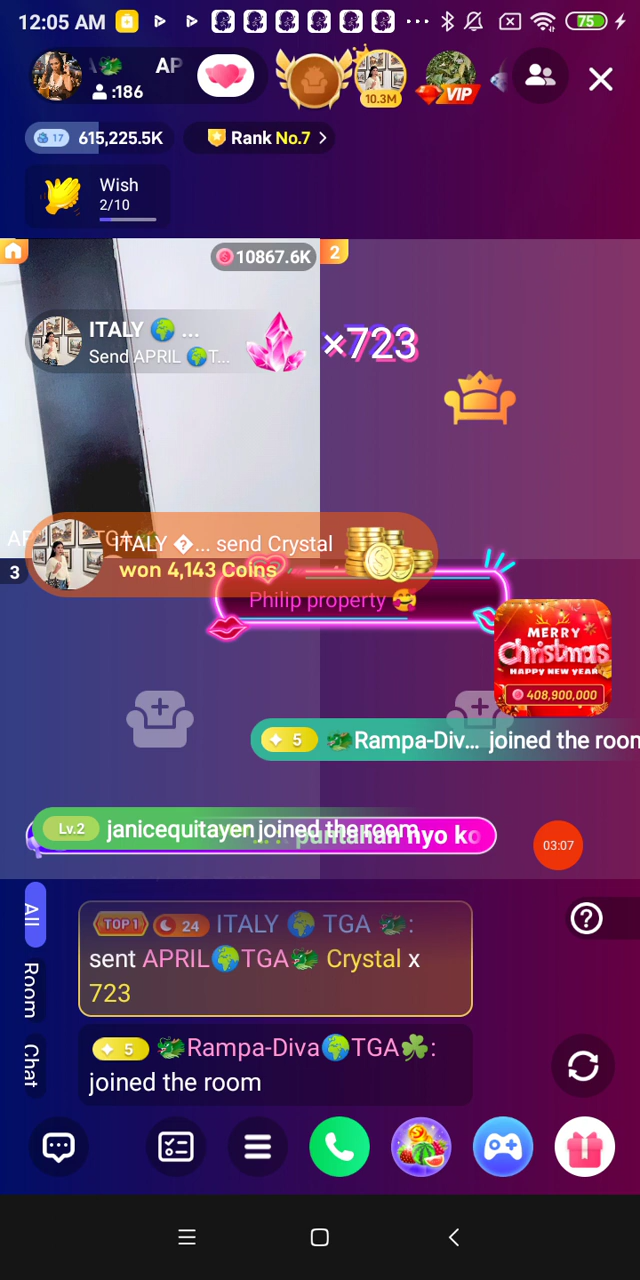 12:05 AM
75
AP
:186
10.3M
VIP
17 615,225.5K
Rank No.7 >
Wish
2/10
10867.6K
2
ITALY 🌍 ...
Send APRIL 🌍T...
×723
ITALY �... send Crystal
won 4,143 Coins
3
Philip property 🥰
MERRY
Christmas
HAPPY NEW YEAR
408,900,000
5 🐲Rampa-Div... joined the room
Lv.2 janicequitayen joined the room
puntahan nyo ko
03:07
All
Room
Chat
TOP1 24 ITALY 🌍 TGA 🐲:
sent APRIL🌍TGA🐲 Crystal x
723
5 🐲Rampa-Diva🌍TGA☘️:
joined the room